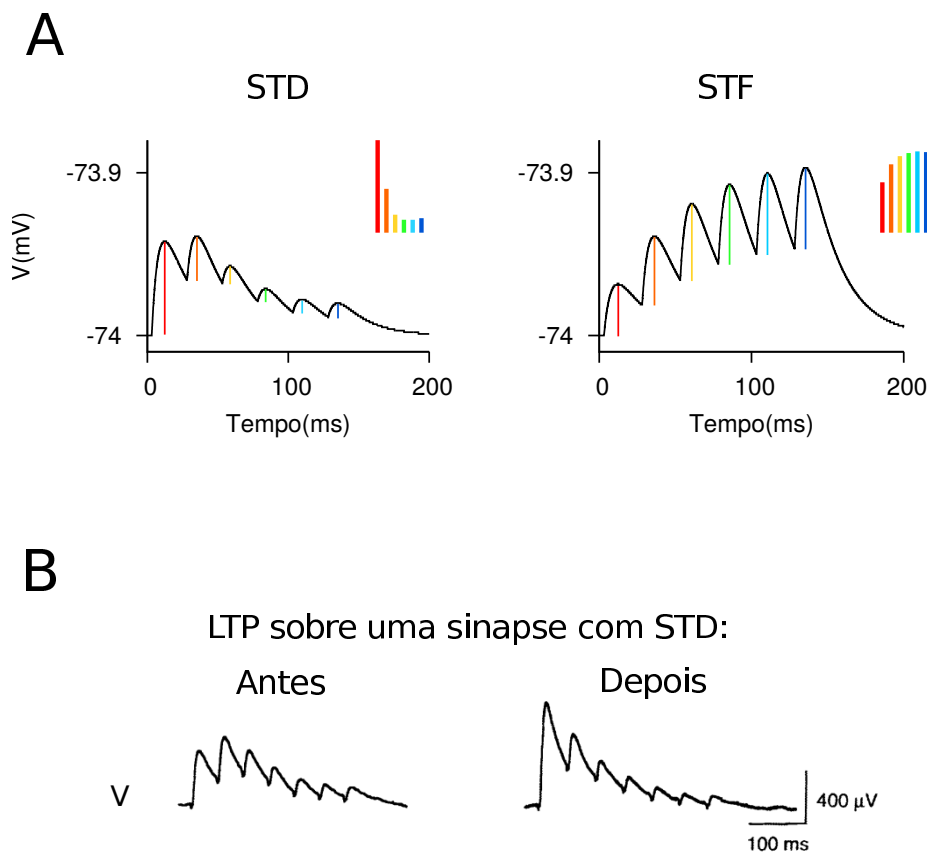 A
STD
V(mV)
-73.9
-74
0 100 200
Tempo(ms)
STF
-73.9
-74
0 100 200
Tempo(ms)
B
LTP sobre uma sinapse com STD:
Antes
Depois
V
400 µV
100 ms